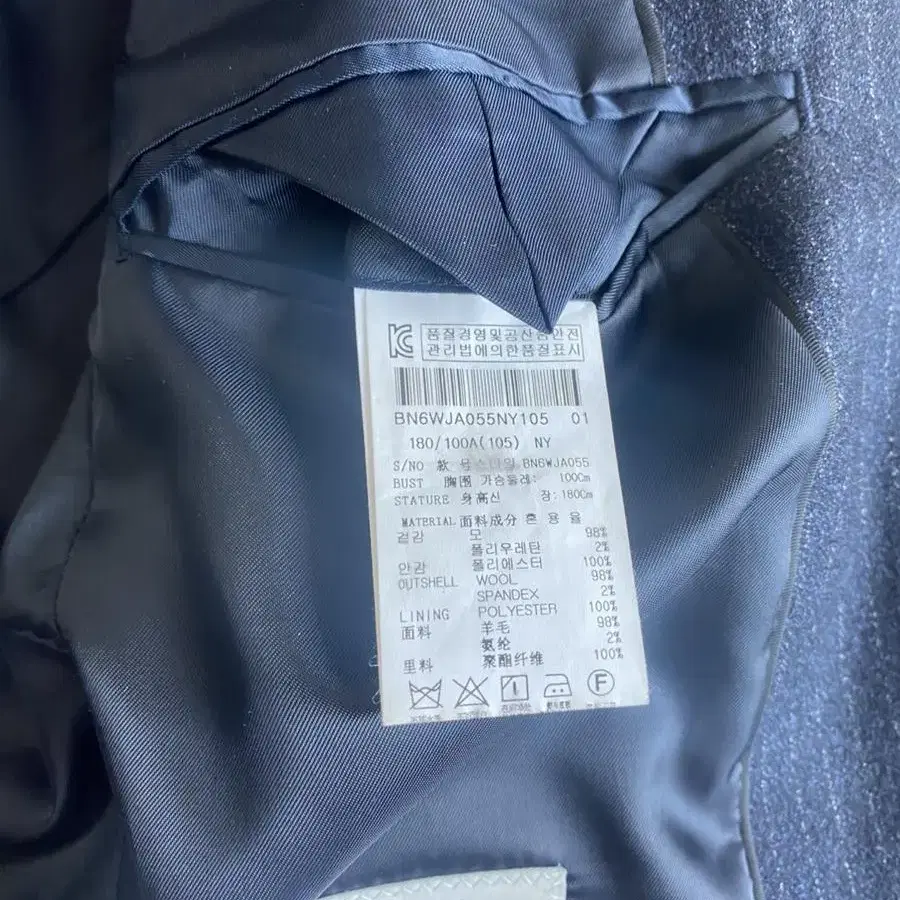 품질경영및공산품안전
관리법에의한품질표시
BN6WJA055NY105 01
180/100A(105) NY
S/NO 款 号 스타일 BN6WJA055
BUST 胸围 가슴둘레: 100Cm
STATURE 身高신 장: 180Cm
MATERIAL 面料成分 혼 용 율
겉감 모 98%
폴리우레탄 2%
안감 폴리에스터 100%
OUTSHELL WOOL 98%
SPANDEX 2%
LINING POLYESTER 100%
面料 羊毛 98%
氨纶 2%
里料 聚酯纤维 100%
F